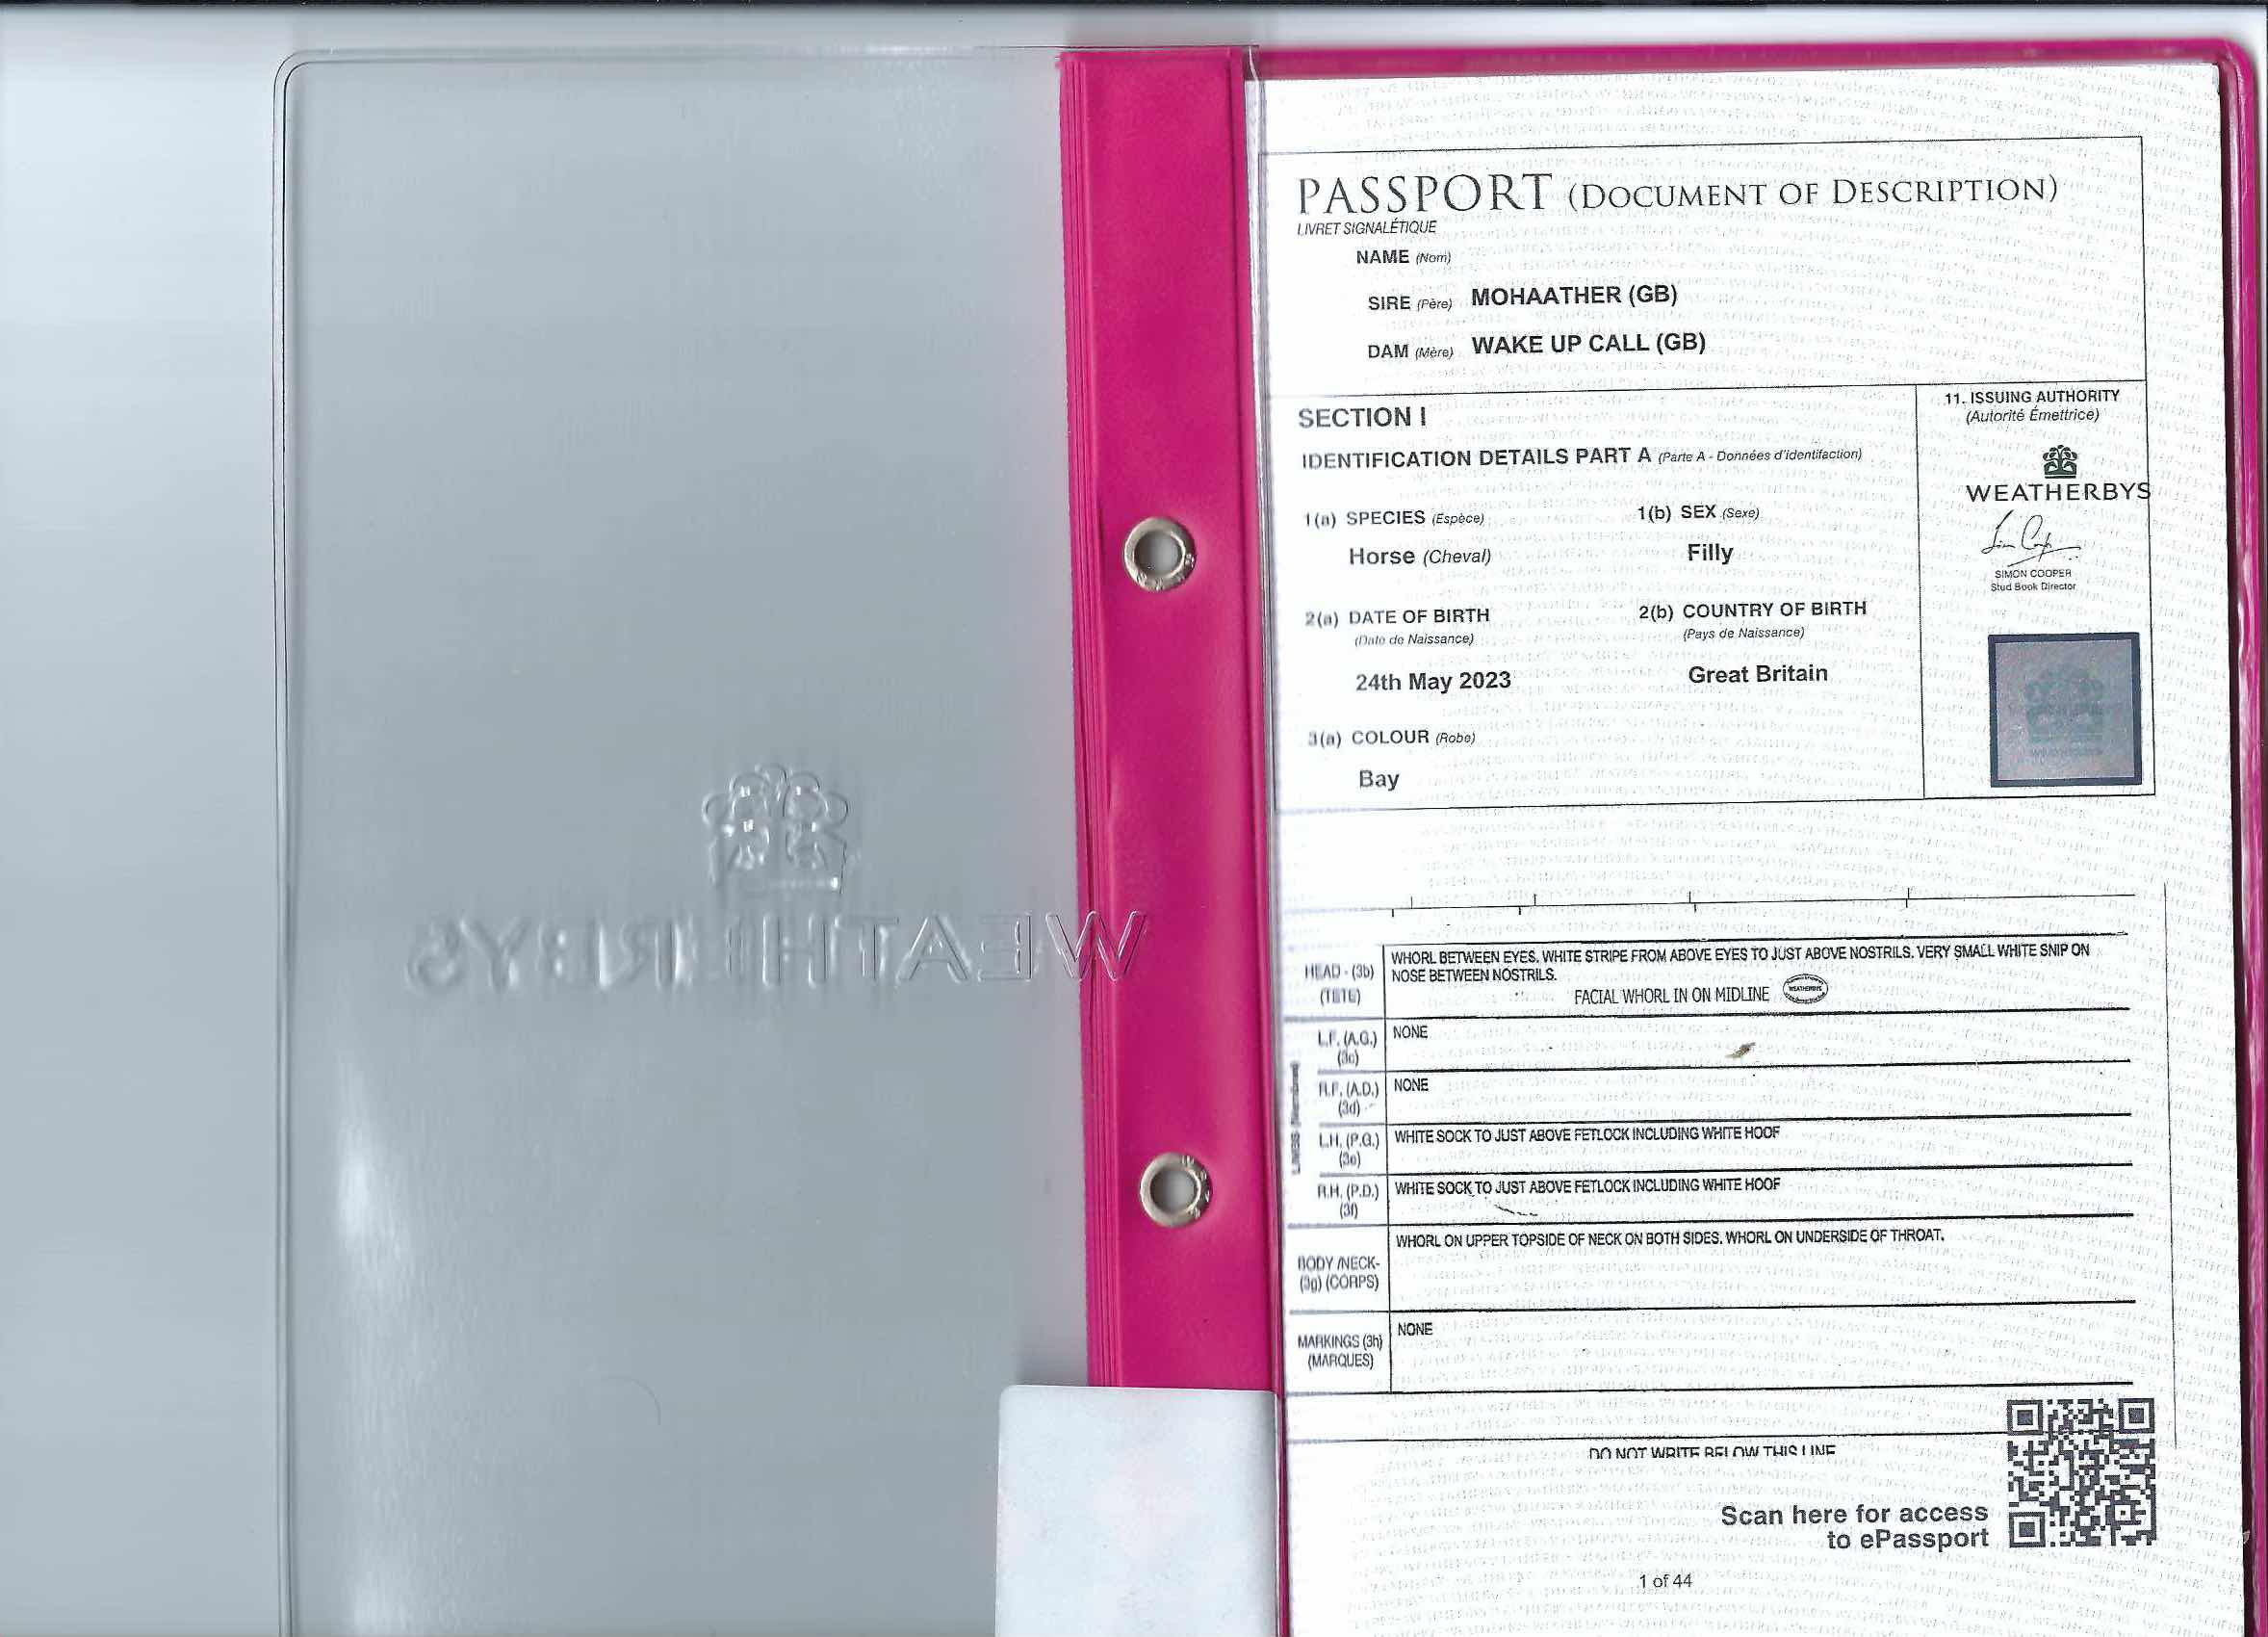 WEATHERBYS
PASSPORT (DOCUMENT OF DESCRIPTION)
LIVRET SIGNALÉTIQUE
NAME (Nom)
SIRE (Père) MOHAATHER (GB)
DAM (Mère) WAKE UP CALL (GB)
SECTION I
IDENTIFICATION DETAILS PART A (Parte A - Données d'identifaction)
1(a) SPECIES (Espèce) 1(b) SEX (Sexe)
Horse (Cheval) Filly
2(a) DATE OF BIRTH 2(b) COUNTRY OF BIRTH
(Date de Naissance) (Pays de Naissance)
24th May 2023 Great Britain
3(a) COLOUR (Robe)
Bay
11. ISSUING AUTHORITY
(Autorité Émettrice)
WEATHERBYS
SIMON COOPER
Stud Book Director
HEAD - (3b) WHORL BETWEEN EYES. WHITE STRIPE FROM ABOVE EYES TO JUST ABOVE NOSTRILS. VERY SMALL WHITE SNIP ON
NOSE BETWEEN NOSTRILS.
(TETE) FACIAL WHORL IN ON MIDLINE WEATHERBYS
LIMBS
L.F. (A.G.) NONE
(3c)
R.F. (A.D.) NONE
(3d)
L.H. (P.G.) WHITE SOCK TO JUST ABOVE FETLOCK INCLUDING WHITE HOOF
(3e)
R.H. (P.D.) WHITE SOCK TO JUST ABOVE FETLOCK INCLUDING WHITE HOOF
(3f)
WHORL ON UPPER TOPSIDE OF NECK ON BOTH SIDES. WHORL ON UNDERSIDE OF THROAT.
BODY /NECK-
(3g) (CORPS)
MARKINGS (3h) NONE
(MARQUES)
DO NOT WRITE BELOW THIS LINE
Scan here for access
to ePassport
1 of 44